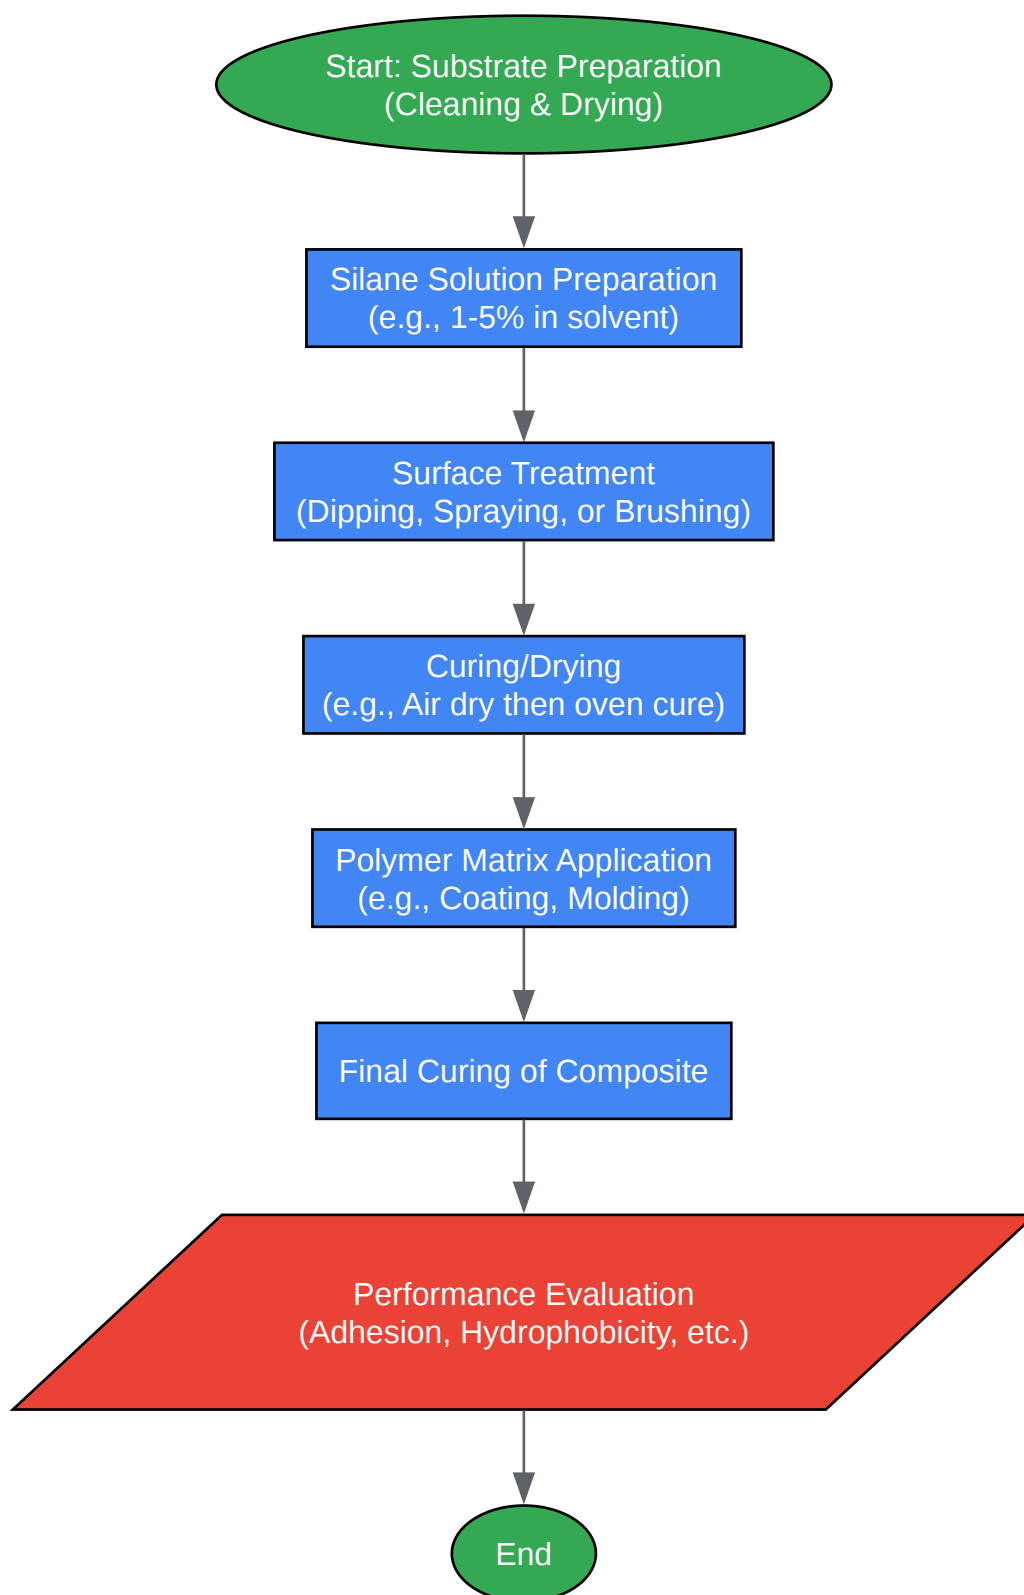 Start: Substrate Preparation
(Cleaning & Drying)
Silane Solution Preparation
(e.g., 1-5% in solvent)
Surface Treatment
(Dipping, Spraying, or Brushing)
Curing/Drying
(e.g., Air dry then oven cure)
Polymer Matrix Application
(e.g., Coating, Molding)
Final Curing of Composite
Performance Evaluation
(Adhesion, Hydrophobicity, etc.)
End